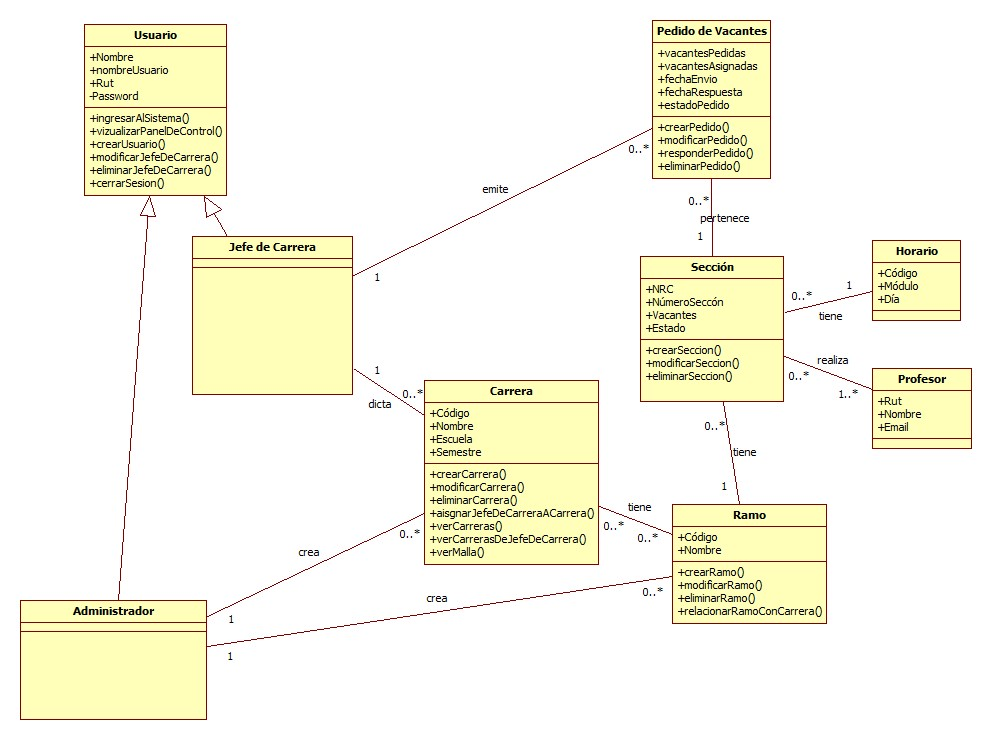 Usuario
+Nombre
+nombreUsuario
+Rut
-Password
+ingresarAlSistema()
+vizualizarPanelDeControl()
+crearUsuario()
+modificarJefeDeCarrera()
+eliminarJefeDeCarrera()
+cerrarSesion()
Pedido de Vacantes
+vacantesPedidas
+vacantesAsignadas
+fechaEnvio
+fechaRespuesta
+estadoPedido
+crearPedido()
+modificarPedido()
+responderPedido()
+eliminarPedido()
0..*
emite
1
0..*
pertenece
1
Jefe de Carrera
Sección
+NRC
+NúmeroSeccón
+Vacantes
+Estado
+crearSeccion()
+modificarSeccion()
+eliminarSeccion()
Horario
+Código
+Módulo
+Día
0..*
1
tiene
realiza
0..*
1..*
Profesor
+Rut
+Nombre
+Email
1
0..*
dicta
Carrera
+Código
+Nombre
+Escuela
+Semestre
+crearCarrera()
+modificarCarrera()
+eliminarCarrera()
+aisgnarJefeDeCarreraACarrera()
+verCarreras()
+verCarrerasDeJefeDeCarrera()
+verMalla()
0..*
tiene
1
tiene
0..*
0..*
Ramo
+Código
+Nombre
+crearRamo()
+modificarRamo()
+eliminarRamo()
+relacionarRamoConCarrera()
0..*
crea
1
0..*
crea
1
Administrador